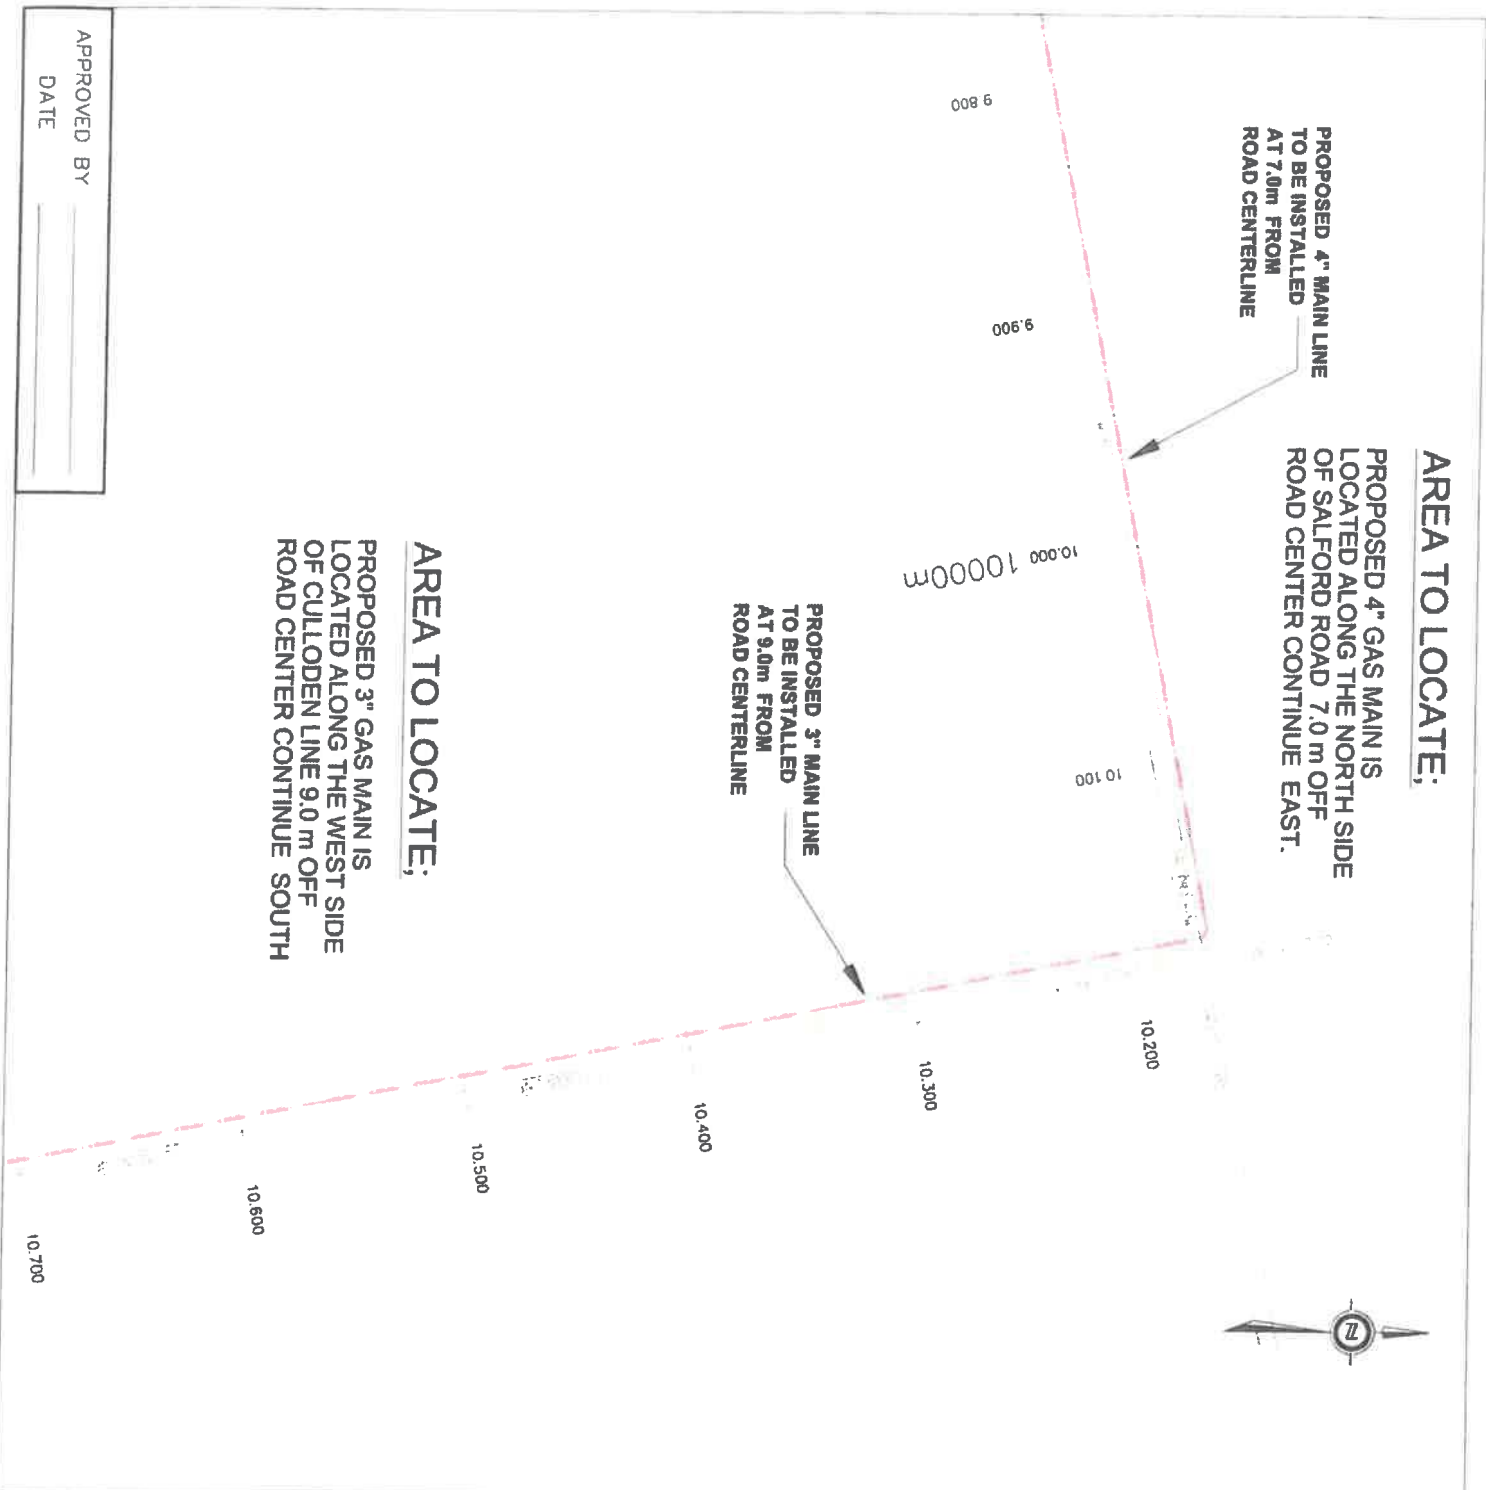 AREA TO LOCATE;
PROPOSED 4" GAS MAIN IS
LOCATED ALONG THE NORTH SIDE
OF SALFORD ROAD 7.0 m OFF
ROAD CENTER CONTINUE EAST.
PROPOSED 4" MAIN LINE
TO BE INSTALLED
AT 7.0m FROM
ROAD CENTERLINE
9.800
9.900
10.000 10000m
10.100
10.200
10.300
10.400
10.500
10.600
10.700
PROPOSED 3" MAIN LINE
TO BE INSTALLED
AT 9.0m FROM
ROAD CENTERLINE
AREA TO LOCATE;
PROPOSED 3" GAS MAIN IS
LOCATED ALONG THE WEST SIDE
OF CULLODEN LINE 9.0 m OFF
ROAD CENTER CONTINUE SOUTH
N
APPROVED BY
DATE